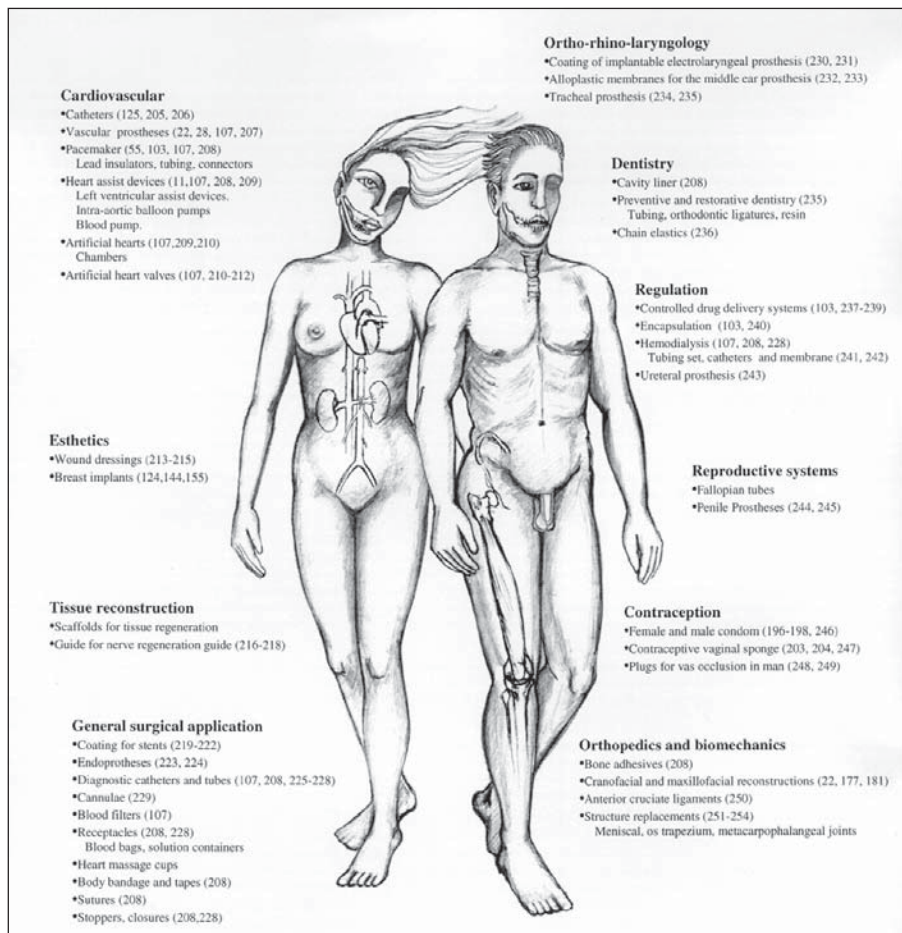 Ortho-rhino-laryngology
•Coating of implantable electrolaryngeal prosthesis (230, 231)
•Alloplastic membranes for the middle ear prosthesis (232, 233)
•Tracheal prosthesis (234, 235)
Cardiovascular
•Catheters (125, 205, 206)
•Vascular prostheses (22, 28, 107, 207)
•Pacemaker (55, 103, 107, 208)
Lead insulators, tubing, connectors
•Heart assist devices (11,107, 208, 209)
Left ventricular assist devices.
Intra-aortic balloon pumps
Blood pump.
•Artificial hearts (107,209,210)
Chambers
•Artificial heart valves (107, 210-212)
Dentistry
•Cavity liner (208)
•Preventive and restorative dentistry (235)
Tubing, orthodontic ligatures, resin
•Chain elastics (236)
Regulation
•Controlled drug delivery systems (103, 237-239)
•Encapsulation (103, 240)
•Hemodialysis (107, 208, 228)
Tubing set, catheters and membrane (241, 242)
•Ureteral prosthesis (243)
Esthetics
•Wound dressings (213-215)
•Breast implants (124,144,155)
Reproductive systems
•Fallopian tubes
•Penile Prostheses (244, 245)
Tissue reconstruction
•Scaffolds for tissue regeneration
•Guide for nerve regeneration guide (216-218)
Contraception
•Female and male condom (196-198, 246)
•Contraceptive vaginal sponge (203, 204, 247)
•Plugs for vas occlusion in man (248, 249)
General surgical application
•Coating for stents (219-222)
•Endoprotheses (223, 224)
•Diagnostic catheters and tubes (107, 208, 225-228)
•Cannulae (229)
•Blood filters (107)
•Receptacles (208, 228)
Blood bags, solution containers
•Heart massage cups
•Body bandage and tapes (208)
•Sutures (208)
•Stoppers, closures (208,228)
Orthopedics and biomechanics
•Bone adhesives (208)
•Cranofacial and maxillofacial reconstructions (22, 177, 181)
•Anterior cruciate ligaments (250)
•Structure replacements (251-254)
Meniscal, os trapezium, metacarpophalangeal joints